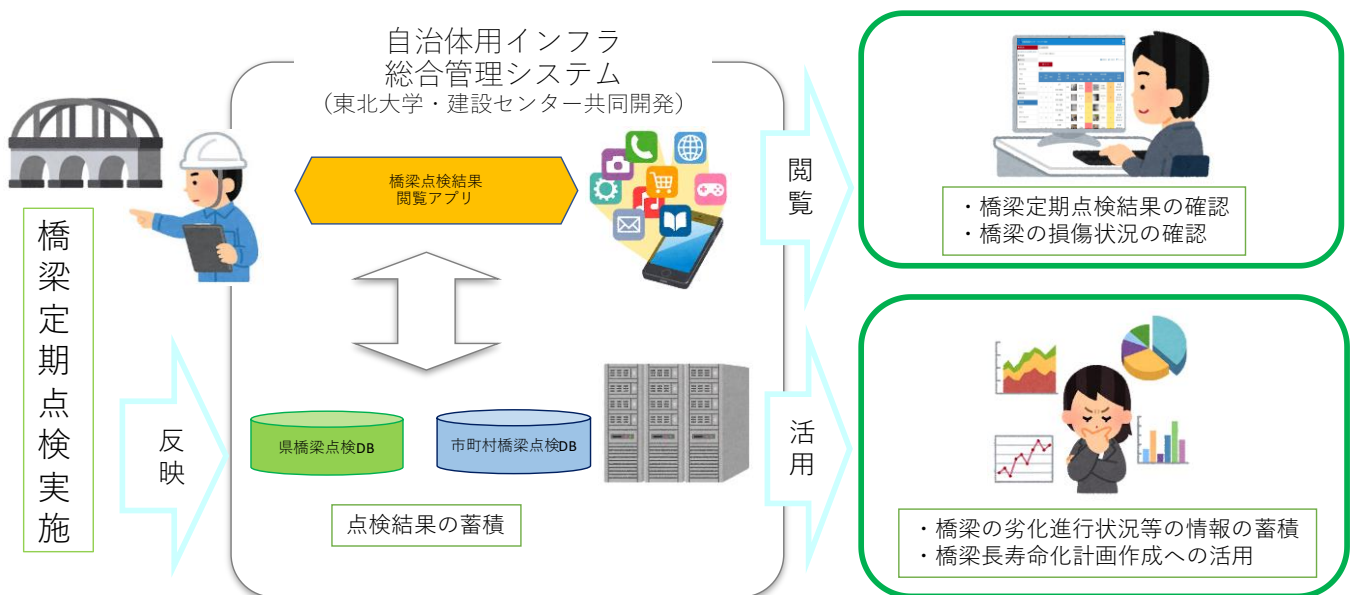 橋梁定期点検実施
反映
自治体用インフラ
総合管理システム
（東北大学・建設センター共同開発）
橋梁点検結果
閲覧アプリ
県橋梁点検DB
市町村橋梁点検DB
点検結果の蓄積
閲覧
・橋梁定期点検結果の確認
・橋梁の損傷状況の確認
活用
・橋梁の劣化進行状況等の情報の蓄積
・橋梁長寿命化計画作成への活用